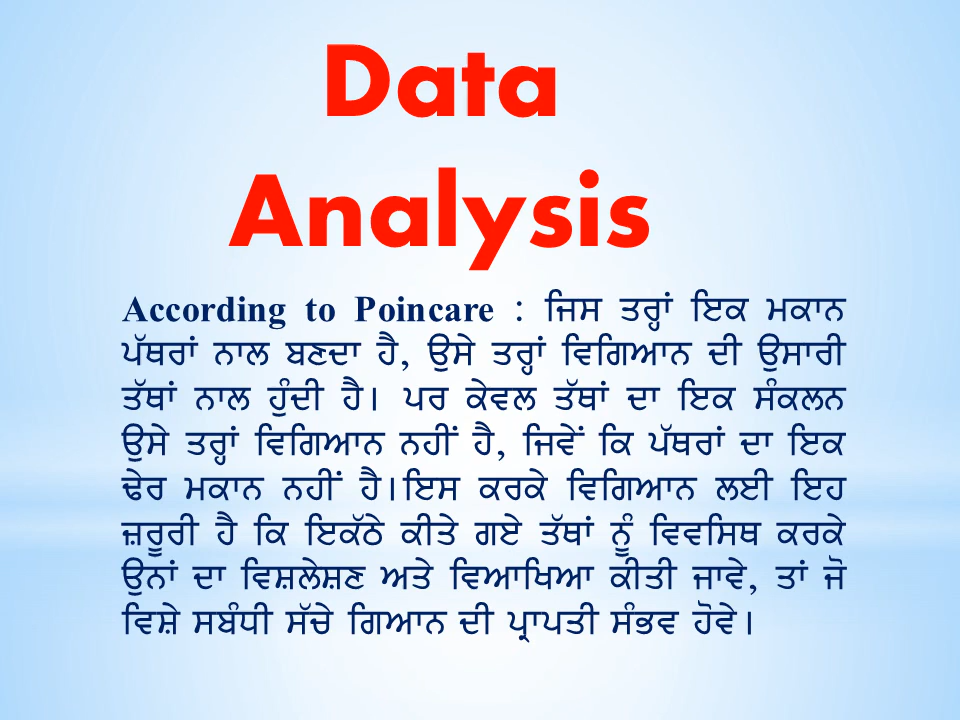 Data
Analysis
According to Poincare : ਜਿਸ ਤਰ੍ਹਾਂ ਇਕ ਮਕਾਨ
ਪੱਥਰਾਂ ਨਾਲ ਬਣਦਾ ਹੈ, ਉਸੇ ਤਰ੍ਹਾਂ ਵਿਗਿਆਨ ਦੀ ਉਸਾਰੀ
ਤੱਥਾਂ ਨਾਲ ਹੁੰਦੀ ਹੈ। ਪਰ ਕੇਵਲ ਤੱਥਾਂ ਦਾ ਇਕ ਸੰਕਲਨ
ਉਸੇ ਤਰ੍ਹਾਂ ਵਿਗਿਆਨ ਨਹੀਂ ਹੈ, ਜਿਵੇਂ ਕਿ ਪੱਥਰਾਂ ਦਾ ਇਕ
ਢੇਰ ਮਕਾਨ ਨਹੀਂ ਹੈ।ਇਸ ਕਰਕੇ ਵਿਗਿਆਨ ਲਈ ਇਹ
ਜ਼ਰੂਰੀ ਹੈ ਕਿ ਇਕੱਠੇ ਕੀਤੇ ਗਏ ਤੱਥਾਂ ਨੂੰ ਵਿਵਸਿਥ ਕਰਕੇ
ਉਨਾਂ ਦਾ ਵਿਸ਼ਲੇਸ਼ਣ ਅਤੇ ਵਿਆਖਿਆ ਕੀਤੀ ਜਾਵੇ, ਤਾਂ ਜੋ
ਵਿਸ਼ੇ ਸਬੰਧੀ ਸੱਚੇ ਗਿਆਨ ਦੀ ਪ੍ਰਾਪਤੀ ਸੰਭਵ ਹੋਵੇ।